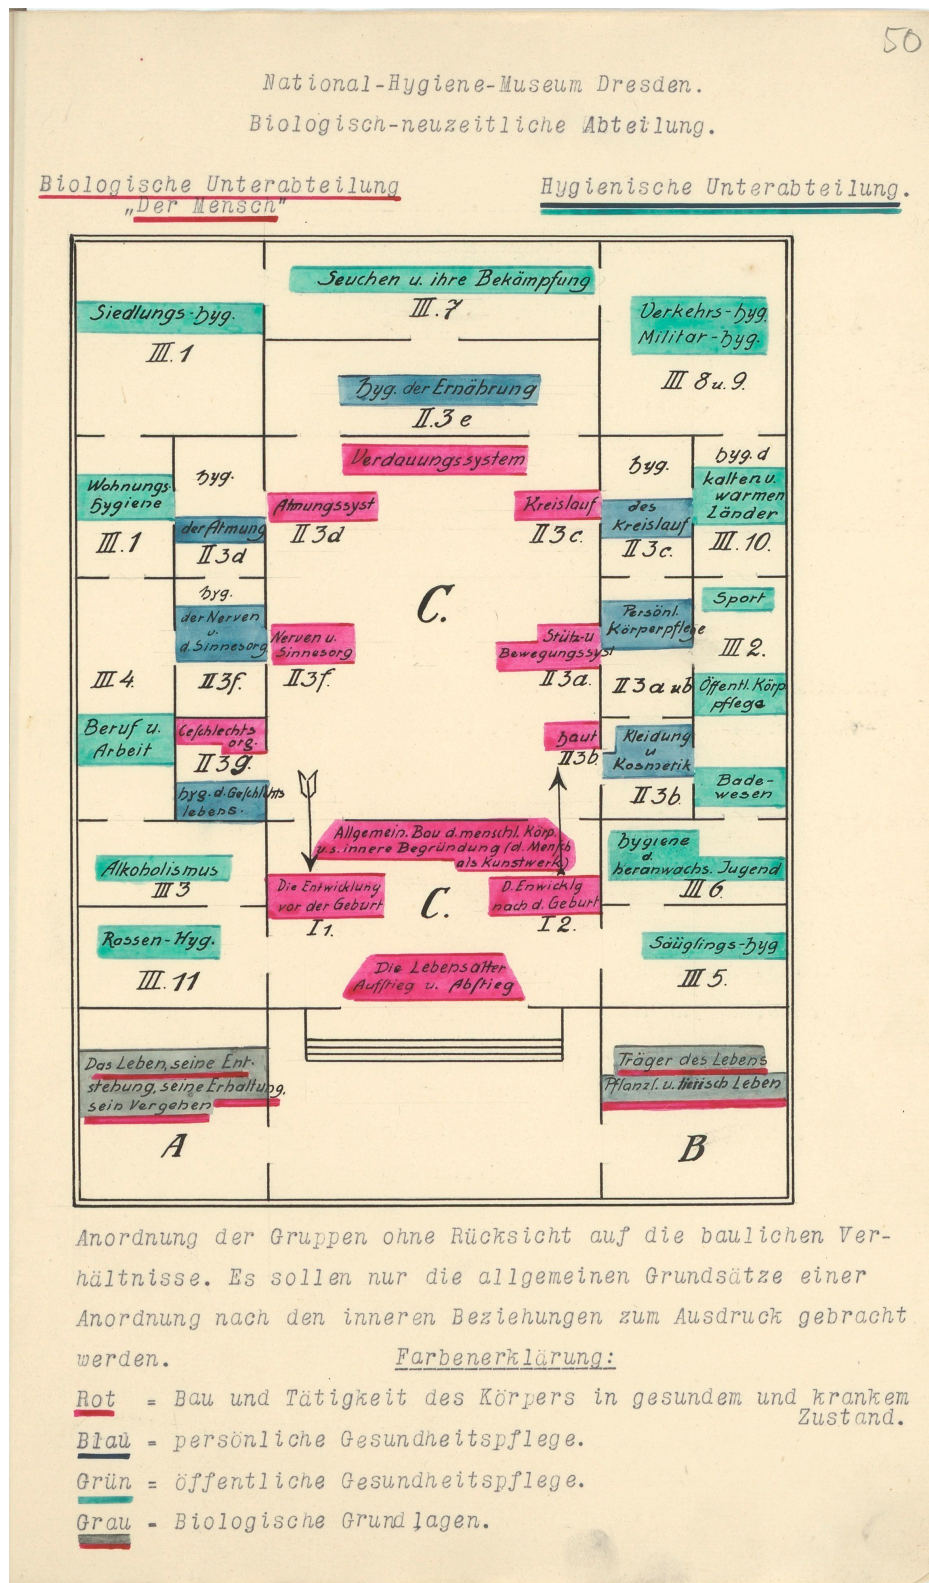 50
National-Hygiene-Museum Dresden.
Biologisch-neuzeitliche Abteilung.
Biologische Unterabteilung
„Der Mensch"
Hygienische Unterabteilung.
Seuchen u. ihre Bekämpfung
III.7
Siedlungs-hyg.
III.1
Verkehrs-hyg.
Militär-hyg.
III 8 u. 9.
hyg. der Ernährung
II.3 e
Verdauungssystem
Wohnungs-
hygiene
III.1
hyg.
der Atmung
II 3d
Atmungssyst
II 3d
Kreislauf
II 3c.
hyg.
des
Kreislauf
II 3c.
hyg. d
kalten u.
warmen
Länder
III. 10.
C.
hyg.
der Nerven
u.
d. Sinnesorg
II 3f.
Nerven u.
Sinnesorg
II 3f.
Stütz-u
Bewegungssyst
II 3a.
Persönl.
Körperpflege
II 3 a u b
Sport
III 2.
Öffentl. Körp
pflege
III 4.
Beruf u.
Arbeit
Geschlechts
org.
II 3g.
hyg. d. Geschlchts
lebens.
haut
II 3b.
Kleidung
u
Kosmetik
II 3b.
Bade-
wesen
Allgemein. Bau d. menschl. Körp.
u. s. innere Begründung (d. Mensch
als Kunstwerk)
Alkoholismus
III 3
Die Entwicklung
vor der Geburt
I 1.
C.
D. Enwicklg
nach d. Geburt
I 2.
hygiene
d.
heranwachs. Jugend
III 6.
Rassen-Hyg.
III. 11
Die Lebensalter
Aufstieg u. Abstieg
Säüglings-hyg
III 5.
Das Leben, seine Ent-
stehung, seine Erhaltung,
sein Vergehen
A
Träger des Lebens
Pflanzl. u. tierisch Leben
B
Anordnung der Gruppen ohne Rücksicht auf die baulichen Ver-
hältnisse. Es sollen nur die allgemeinen Grundsätze einer
Anordnung nach den inneren Beziehungen zum Ausdruck gebracht
werden.
Farbenerklärung:
Rot = Bau und Tätigkeit des Körpers in gesundem und krankem
Zustand.
Blau = persönliche Gesundheitspflege.
Grün = öffentliche Gesundheitspflege.
Grau - Biologische Grundlagen.